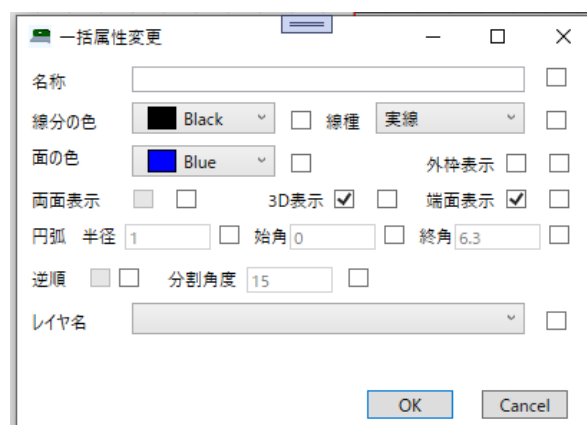 一括属性変更
名称
線分の色 Black 線種 実線
面の色 Blue 外枠表示
両面表示 3D表示 端面表示
円弧 半径 1 始角 0 終角 6.3
逆順 分割角度 15
レイヤ名
OK Cancel